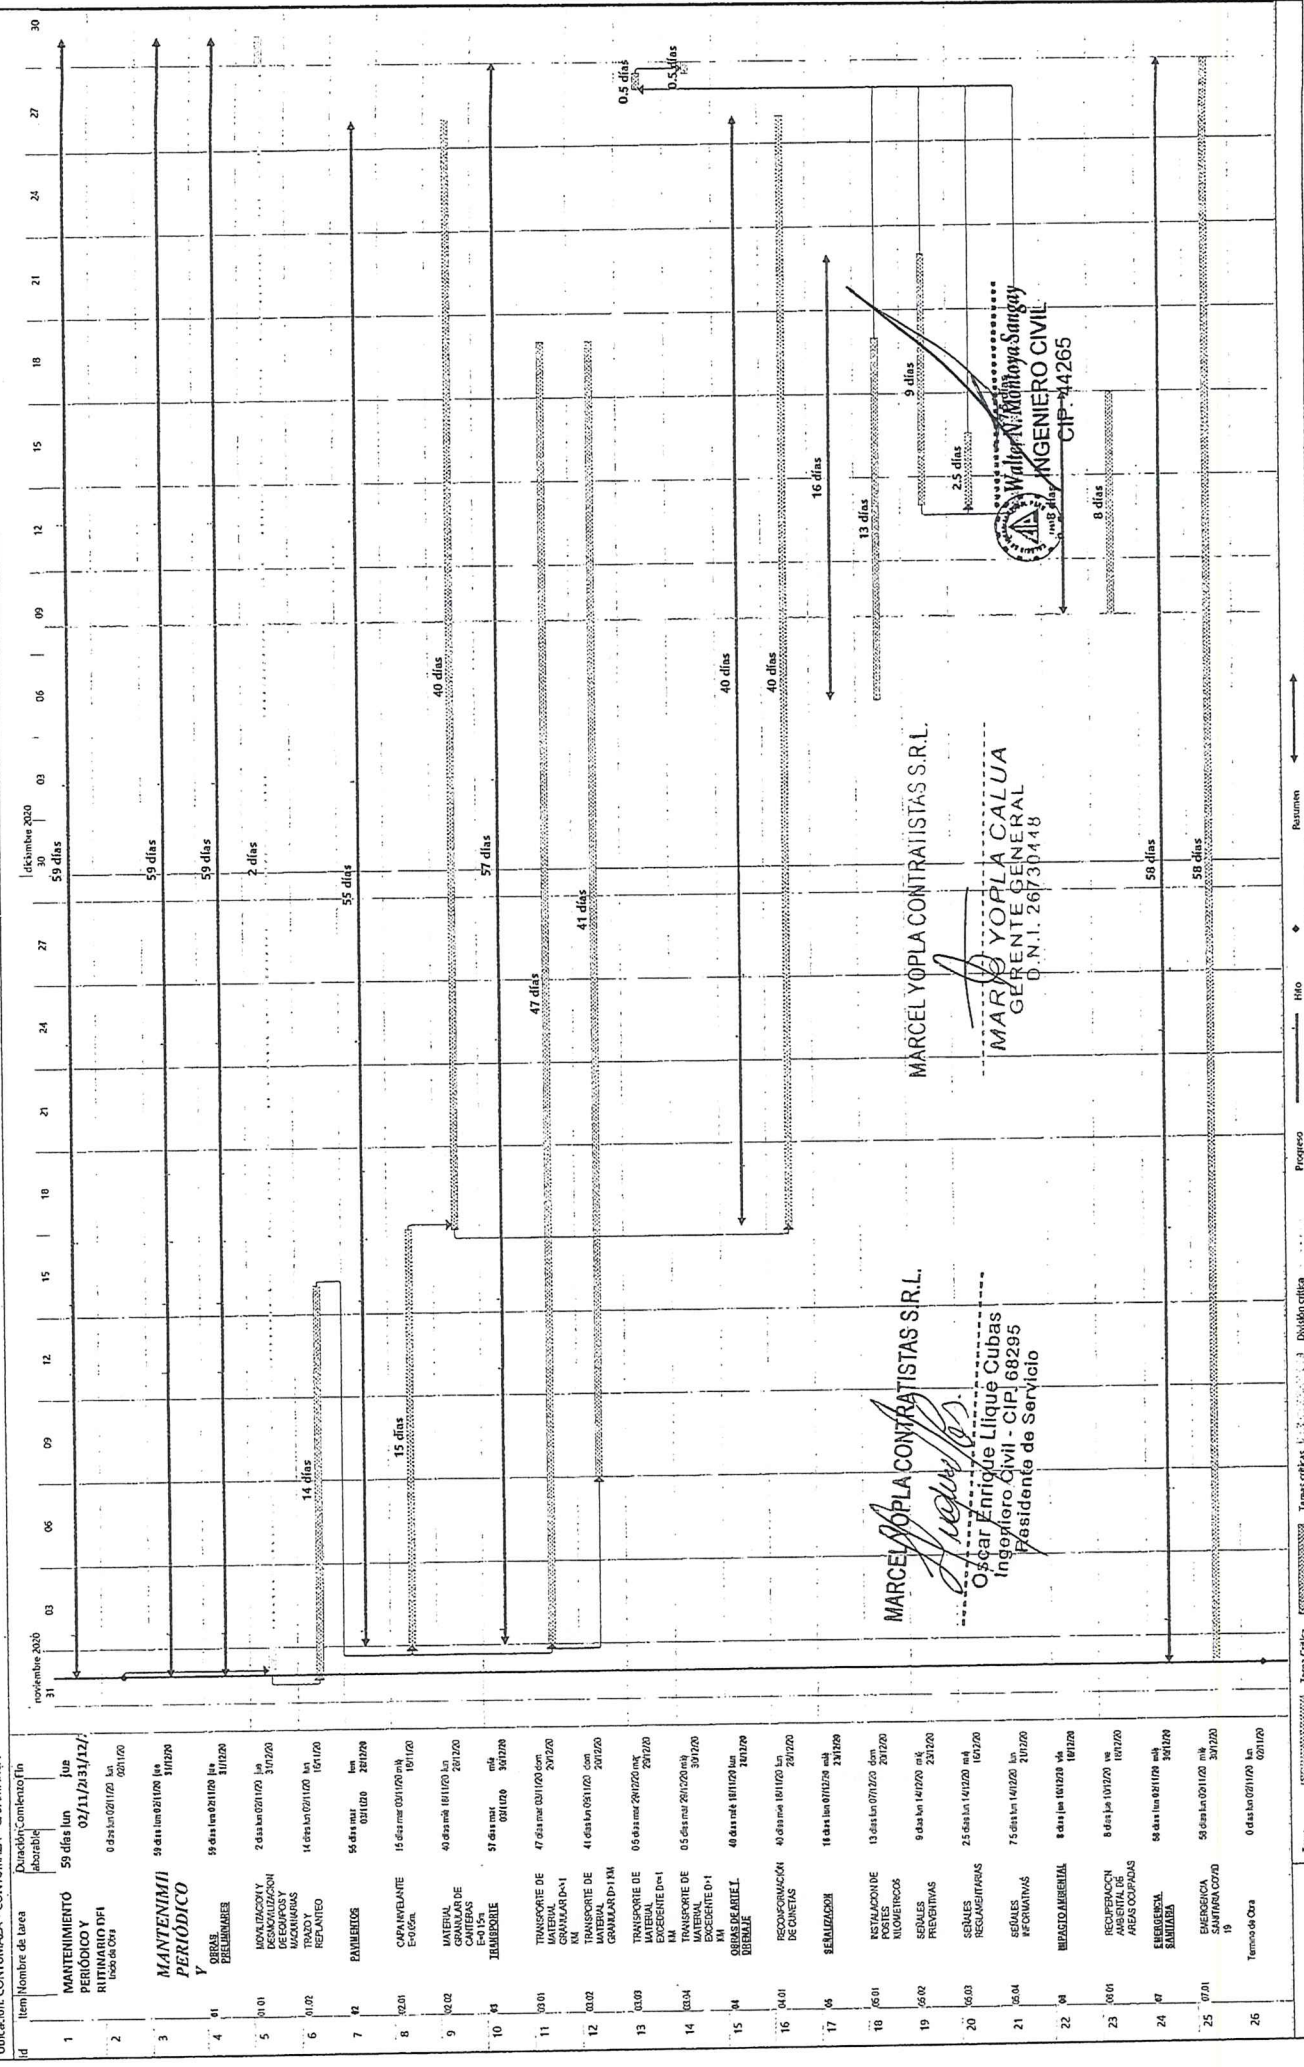 Id
Item
Nombre de tarea
Duración
laborable
Comienzo
Fin
noviembre 2020
diciembre 2020
31
03
06
09
12
15
18
21
24
27
30
03
06
09
12
15
18
21
24
27
30
1 MANTENIMIENTO PERIÓDICO Y 59 días lun jue
2 Inicio de Obra 0 días lun 02/11/20 lun 02/11/20
3 PERIÓDICO Y 59 días lun 02/11/20 jue 31/12/20
4 01 OBRAS PRELIMINARES 59 días lun 02/11/20 jue 31/12/20
5 01.01 MOVILIZACION Y DESMOVILIZACION DE EQUIPOS Y MAQUINARIAS 2 días lun 02/11/20 jue 31/12/20
6 01.02 TRAZO Y REPLANTEO 14 días lun 02/11/20 lun 16/11/20
7 02 PAVIMENTOS 55 días mar 03/11/20 lun 28/12/20
8 02.01 CAPA NIVELANTE E=0.05m. 15 días mar 03/11/20 mié 18/11/20
9 02.02 MATERIAL GRANULAR DE CANTERAS E=0.15m 40 días mié 18/11/20 lun 28/12/20
10 03 TRANSPORTE 57 días mar 03/11/20 mié 30/12/20
11 03.01 TRANSPORTE DE MATERIAL GRANULAR D<=1 KM 47 días mar 03/11/20 dom 20/12/20
12 03.02 TRANSPORTE DE MATERIAL GRANULAR D>1 KM 41 días lun 09/11/20 dom 20/12/20
13 03.03 TRANSPORTE DE MATERIAL EXCEDENTE D<=1 KM 0.5 días mar 29/12/20 mar 29/12/20
14 03.04 TRANSPORTE DE MATERIAL EXCEDENTE D>1 KM 0.5 días mar 29/12/20 mié 30/12/20
15 04 OBRAS DE ARTE Y DRENAJE 40 días mié 18/11/20 lun 28/12/20
16 04.01 RECONFORMACIÓN DE CUNETAS 40 días mié 18/11/20 lun 28/12/20
17 05 SEÑALIZACION 16 días lun 07/12/20 mié 23/12/20
18 05.01 INSTALACION DE POSTES KILOMETRICOS 13 días lun 07/12/20 dom 20/12/20
19 05.02 SEÑALES PREVENTIVAS 9 días lun 14/12/20 mié 23/12/20
20 05.03 SEÑALES REGLAMENTARIAS 2.5 días lun 14/12/20 mié 16/12/20
21 05.04 SEÑALES INFORMATIVAS 7.5 días lun 14/12/20 lun 21/12/20
22 06 IMPACTO AMBIENTAL 8 días jue 10/12/20 vie 18/12/20
23 06.01 RECUPERACION AMBIENTAL DE AREAS OCUPADAS 8 días jue 10/12/20 vie 18/12/20
24 07 EMERGENCIA SANITARIA 58 días lun 02/11/20 mié 30/12/20
25 07.01 EMERGENCIA SANITARIA COVID 19 58 días lun 02/11/20 mié 30/12/20
26 Termino de Obra 0 días lun 02/11/20 lun 02/11/20
59 días
59 días
59 días
2 días
14 días
55 días
15 días
40 días
57 días
47 días
41 días
0.5 días
0.5 días
40 días
40 días
16 días
13 días
9 días
2.5 días
8 días
8 días
58 días
58 días
MARCEL YOPLA CONTRATISTAS S.R.L.
Oscar Enrique Llique Cubas
Ingeniero Civil - CIP. 68295
Residente de Servicio
MARCEL YOPLA CONTRATISTAS S.R.L.
MARIO YOPLA CALUA
GERENTE GENERAL
D.N.I. 26730448
Walter N. Montoya Sangay
INGENIERO CIVIL
CIP. 44265
División crítica
Progreso
Hito
Resumen